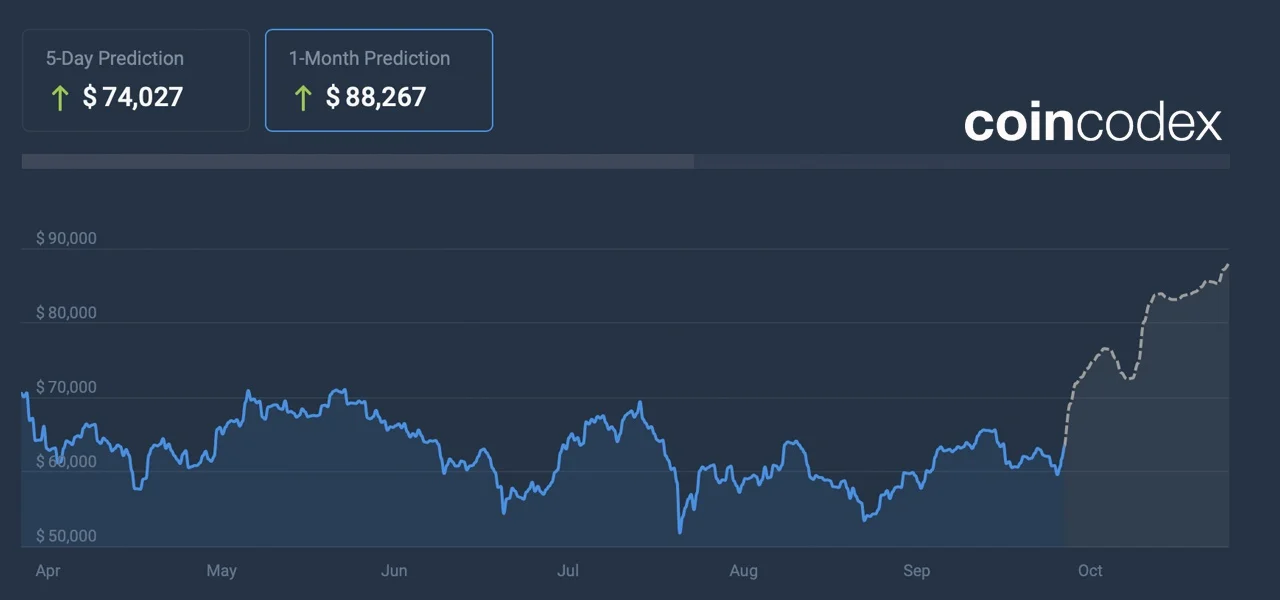 5-Day Prediction
↑ $ 74,027
1-Month Prediction
↑ $ 88,267
coincodex
$ 90,000
$ 80,000
$ 70,000
$ 60,000
$ 50,000
Apr May Jun Jul Aug Sep Oct